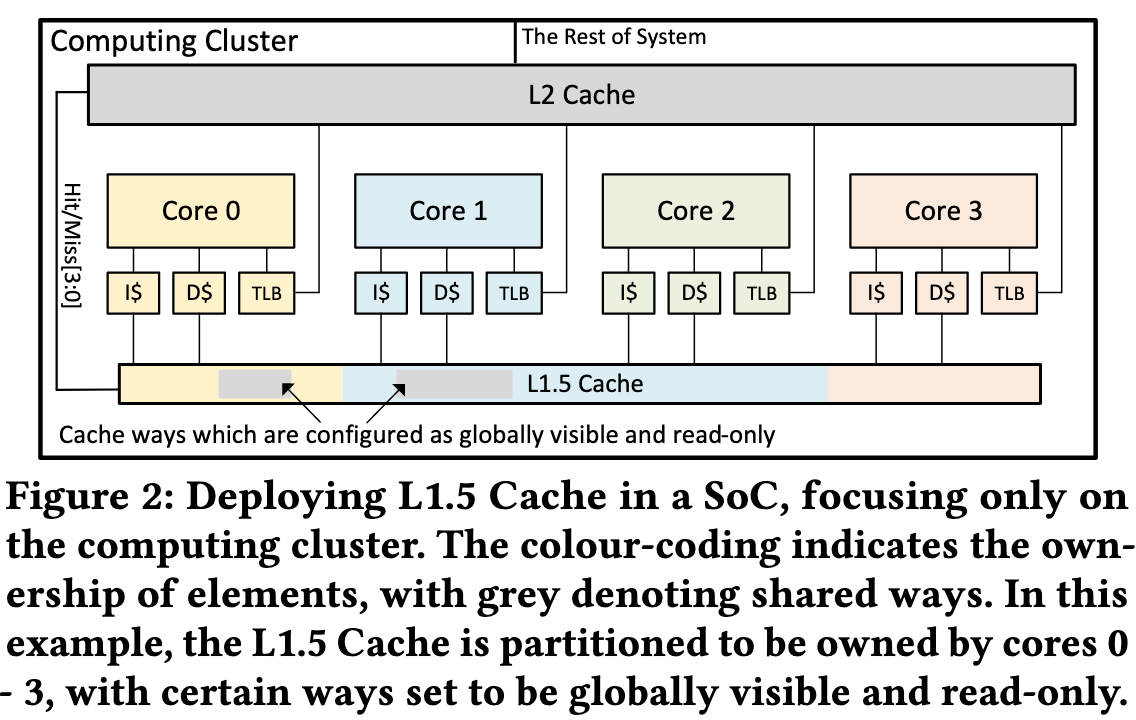 Computing Cluster
The Rest of System
L2 Cache
Hit/Miss[3:0]
Core 0
Core 1
Core 2
Core 3
I$ D$ TLB
I$ D$ TLB
I$ D$ TLB
I$ D$ TLB
L1.5 Cache
Cache ways which are configured as globally visible and read-only
Figure 2: Deploying L1.5 Cache in a SoC, focusing only on
the computing cluster. The colour-coding indicates the own-
ership of elements, with grey denoting shared ways. In this
example, the L1.5 Cache is partitioned to be owned by cores 0
- 3, with certain ways set to be globally visible and read-only.